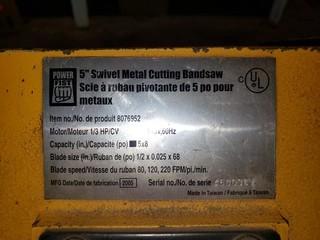 POWER FIST
5" Swivel Metal Cutting Bandsaw
Scie à ruban pivotante de 5 po pour
métaux
C UL
Item no./No. de produit 8076952
Motor/Moteur 1/3 HP/CV 60Hz
Capacity (in.)/Capacité (po) 5x8
Blade size (in.)/Ruban de (po) 1/2 x 0.025 x 68
Blade speed/Vitesse du ruban 80, 120, 220 FPM/pi./min.
MFG Date/Date de fabrication 2005 Serial no./No. de série
Made in Taiwan / Fabriqué à Taiwan